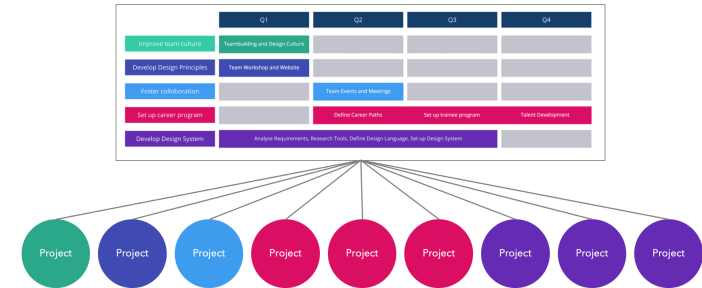 Q1 Q2 Q3 Q4
Improve team culture Teambuilding and Design Culture
Develop Design Principles Team Workshop and Website
Foster colloboration Team Events and Meetings
Set up career program Define Career Paths Set up trainee program Talent Development
Develop Design System Analyse Requirements, Research Tools, Define Design Language, Set up Design System
Project Project Project Project Project Project Project Project Project